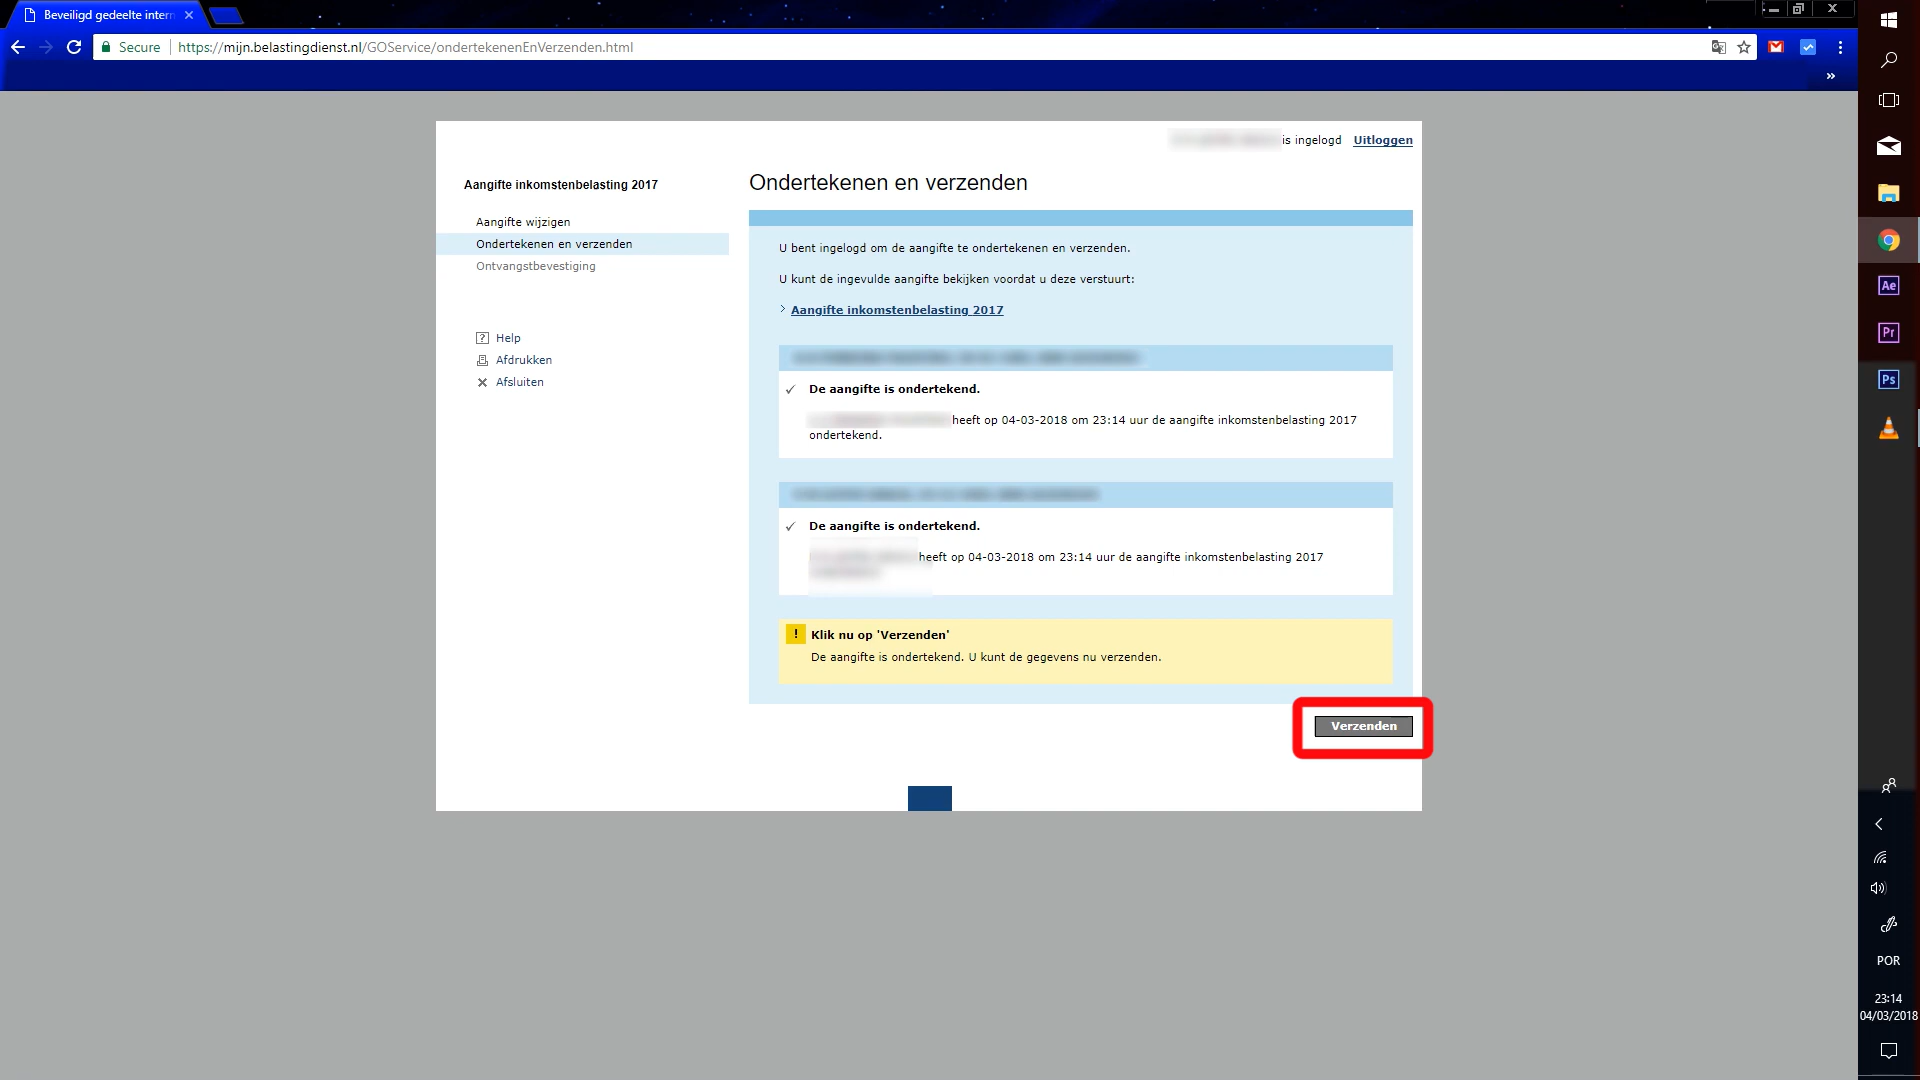 Beveiligd gedeelte intern
Secure
https://mijn.belastingdienst.nl/GOService/ondertekenenEnVerzenden.html
»
is ingelogd Uitloggen
Aangifte inkomstenbelasting 2017
Aangifte wijzigen
Ondertekenen en verzenden
Ontvangstbevestiging
? Help
Afdrukken
Afsluiten
Ondertekenen en verzenden
U bent ingelogd om de aangifte te ondertekenen en verzenden.
U kunt de ingevulde aangifte bekijken voordat u deze verstuurt:
Aangifte inkomstenbelasting 2017
De aangifte is ondertekend.
heeft op 04-03-2018 om 23:14 uur de aangifte inkomstenbelasting 2017
ondertekend.
De aangifte is ondertekend.
heeft op 04-03-2018 om 23:14 uur de aangifte inkomstenbelasting 2017
! Klik nu op 'Verzenden'
De aangifte is ondertekend. U kunt de gegevens nu verzenden.
Verzenden
Ae
Pr
Ps
POR
23:14
04/03/2018